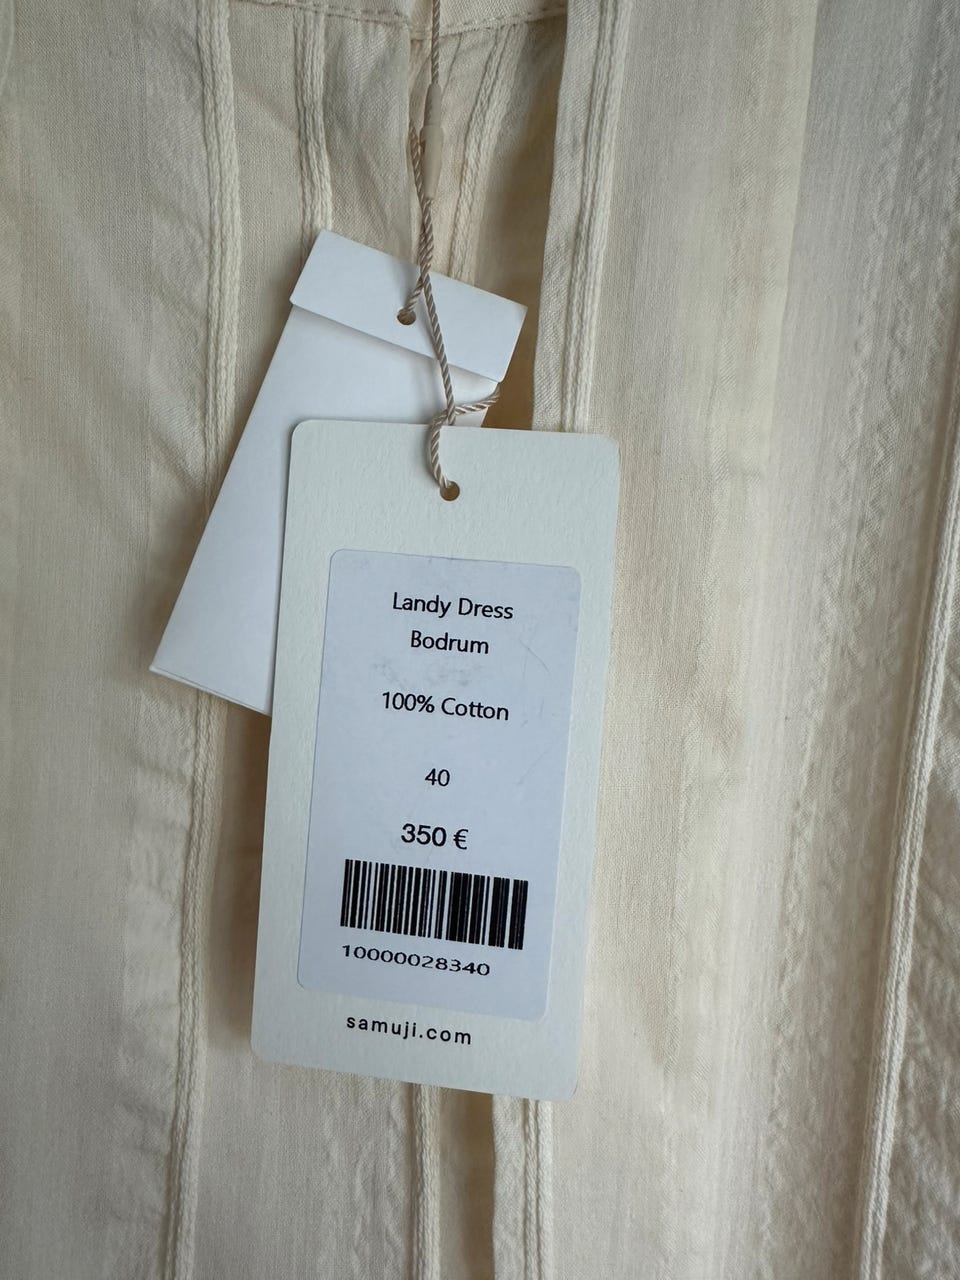 Landy Dress
Bodrum
100% Cotton
40
350 €
10000028340
samuji.com